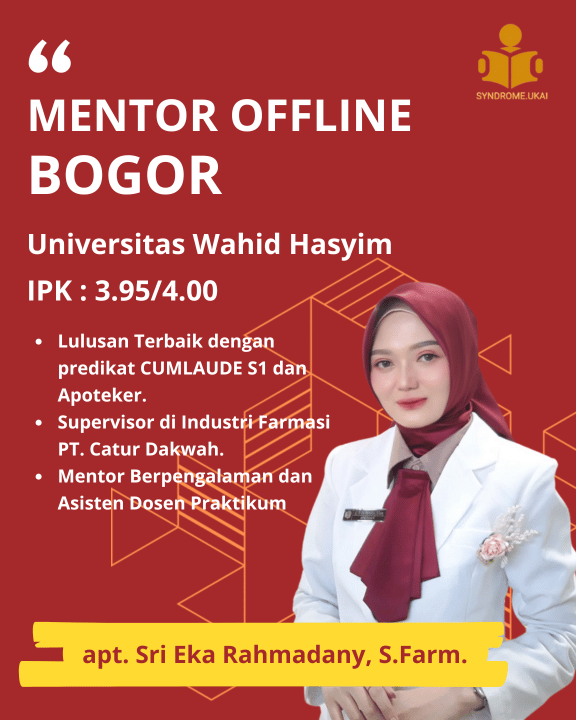 “
SYNDROME.UKAI
MENTOR OFFLINE
BOGOR
Universitas Wahid Hasyim
IPK : 3.95/4.00
• Lulusan Terbaik dengan
predikat CUMLAUDE S1 dan
Apoteker.
• Supervisor di Industri Farmasi
PT. Catur Dakwah.
• Mentor Berpengalaman dan
Asisten Dosen Praktikum
apt. Sri Eka Rahmadany, S.Farm.